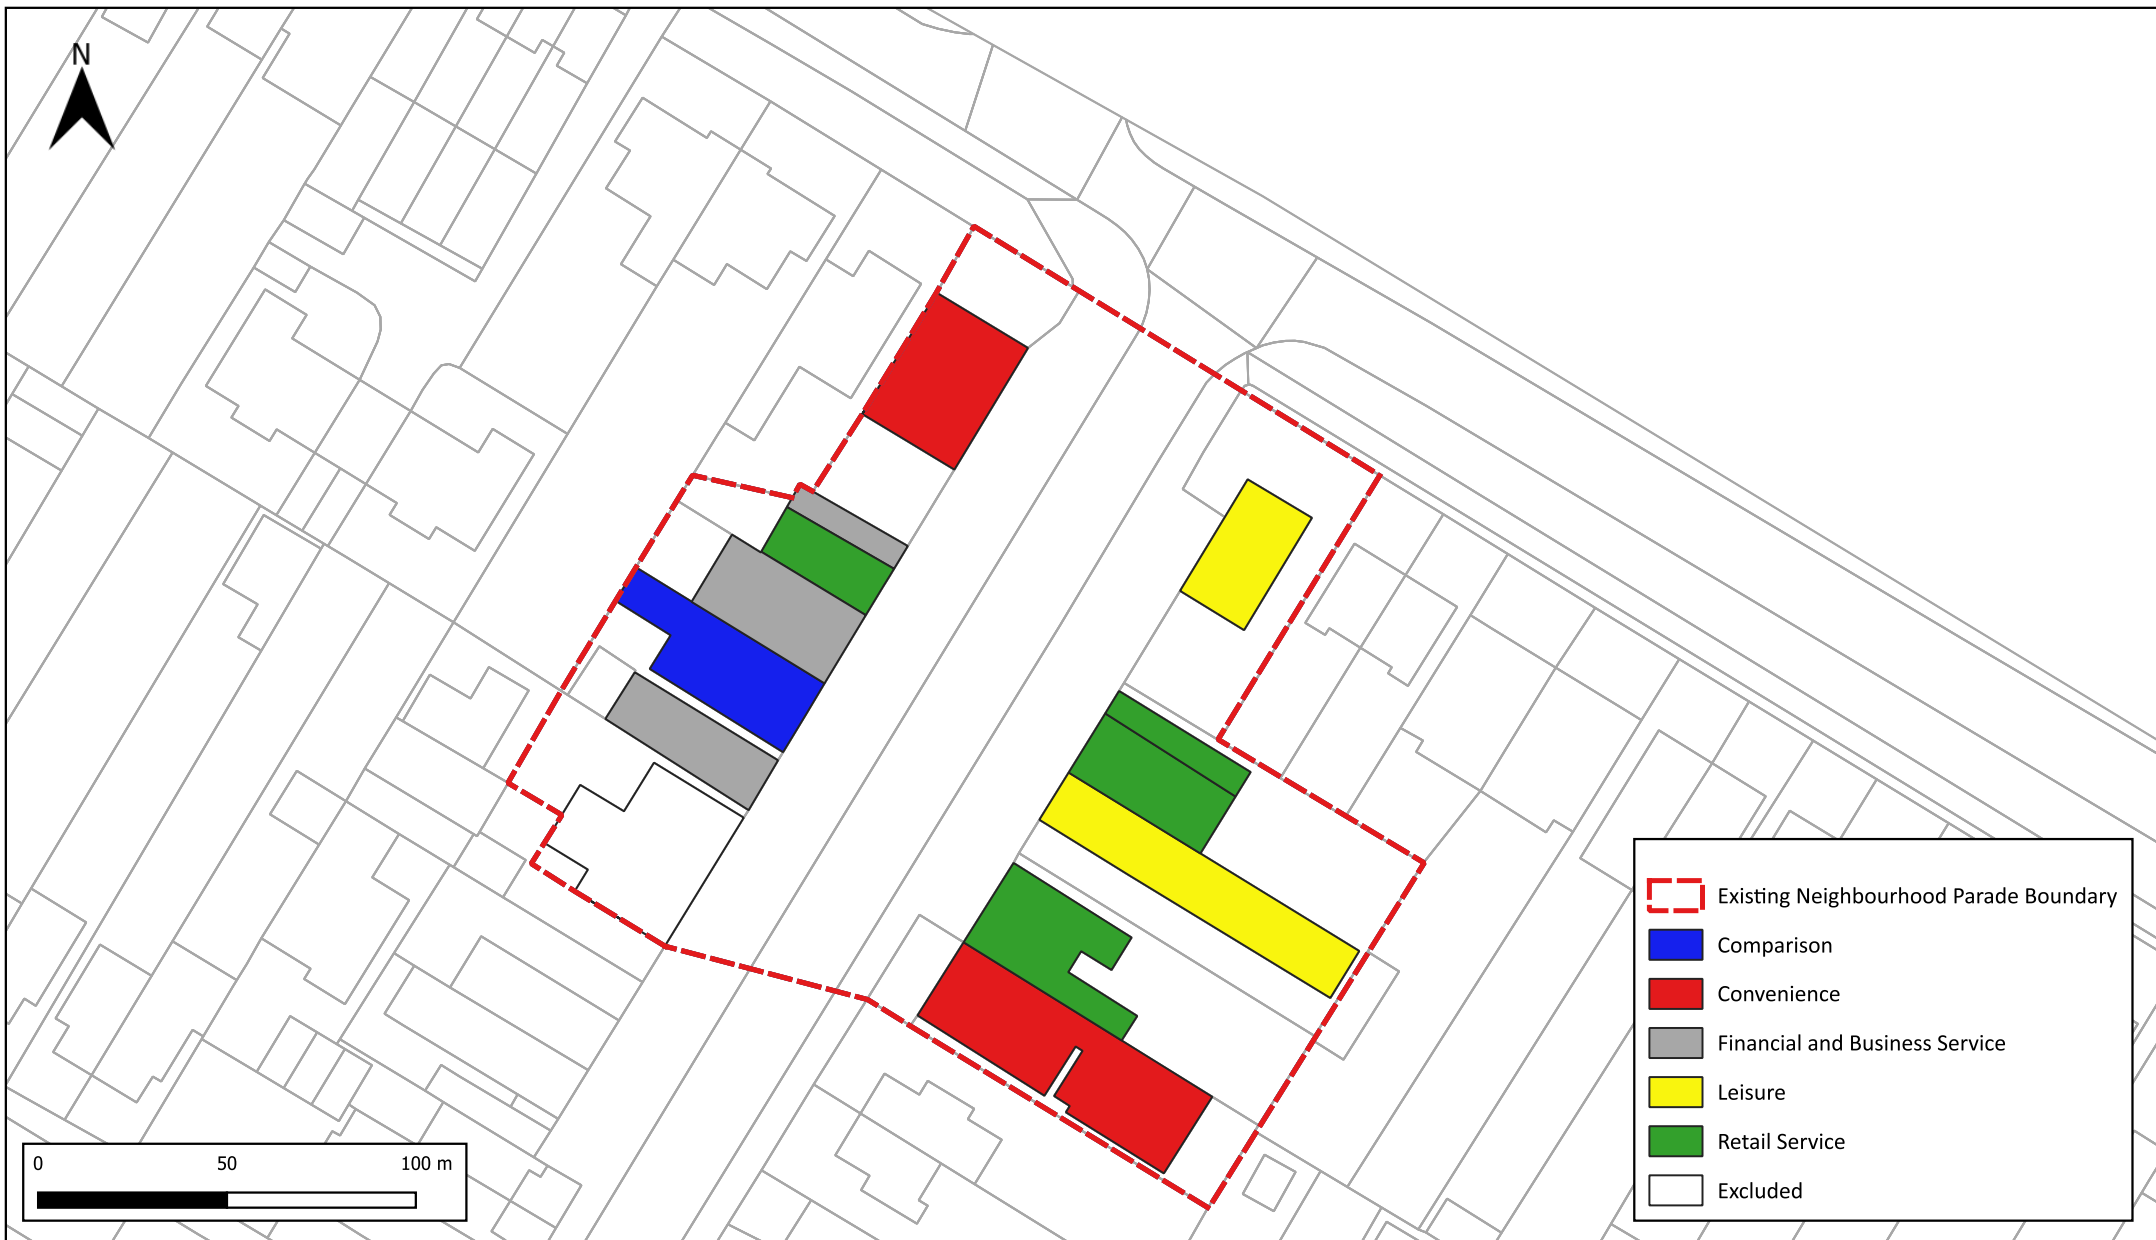 N
Existing Neighbourhood Parade Boundary
Comparison
Convenience
Financial and Business Service
Leisure
Retail Service
Excluded
0 50 100 m